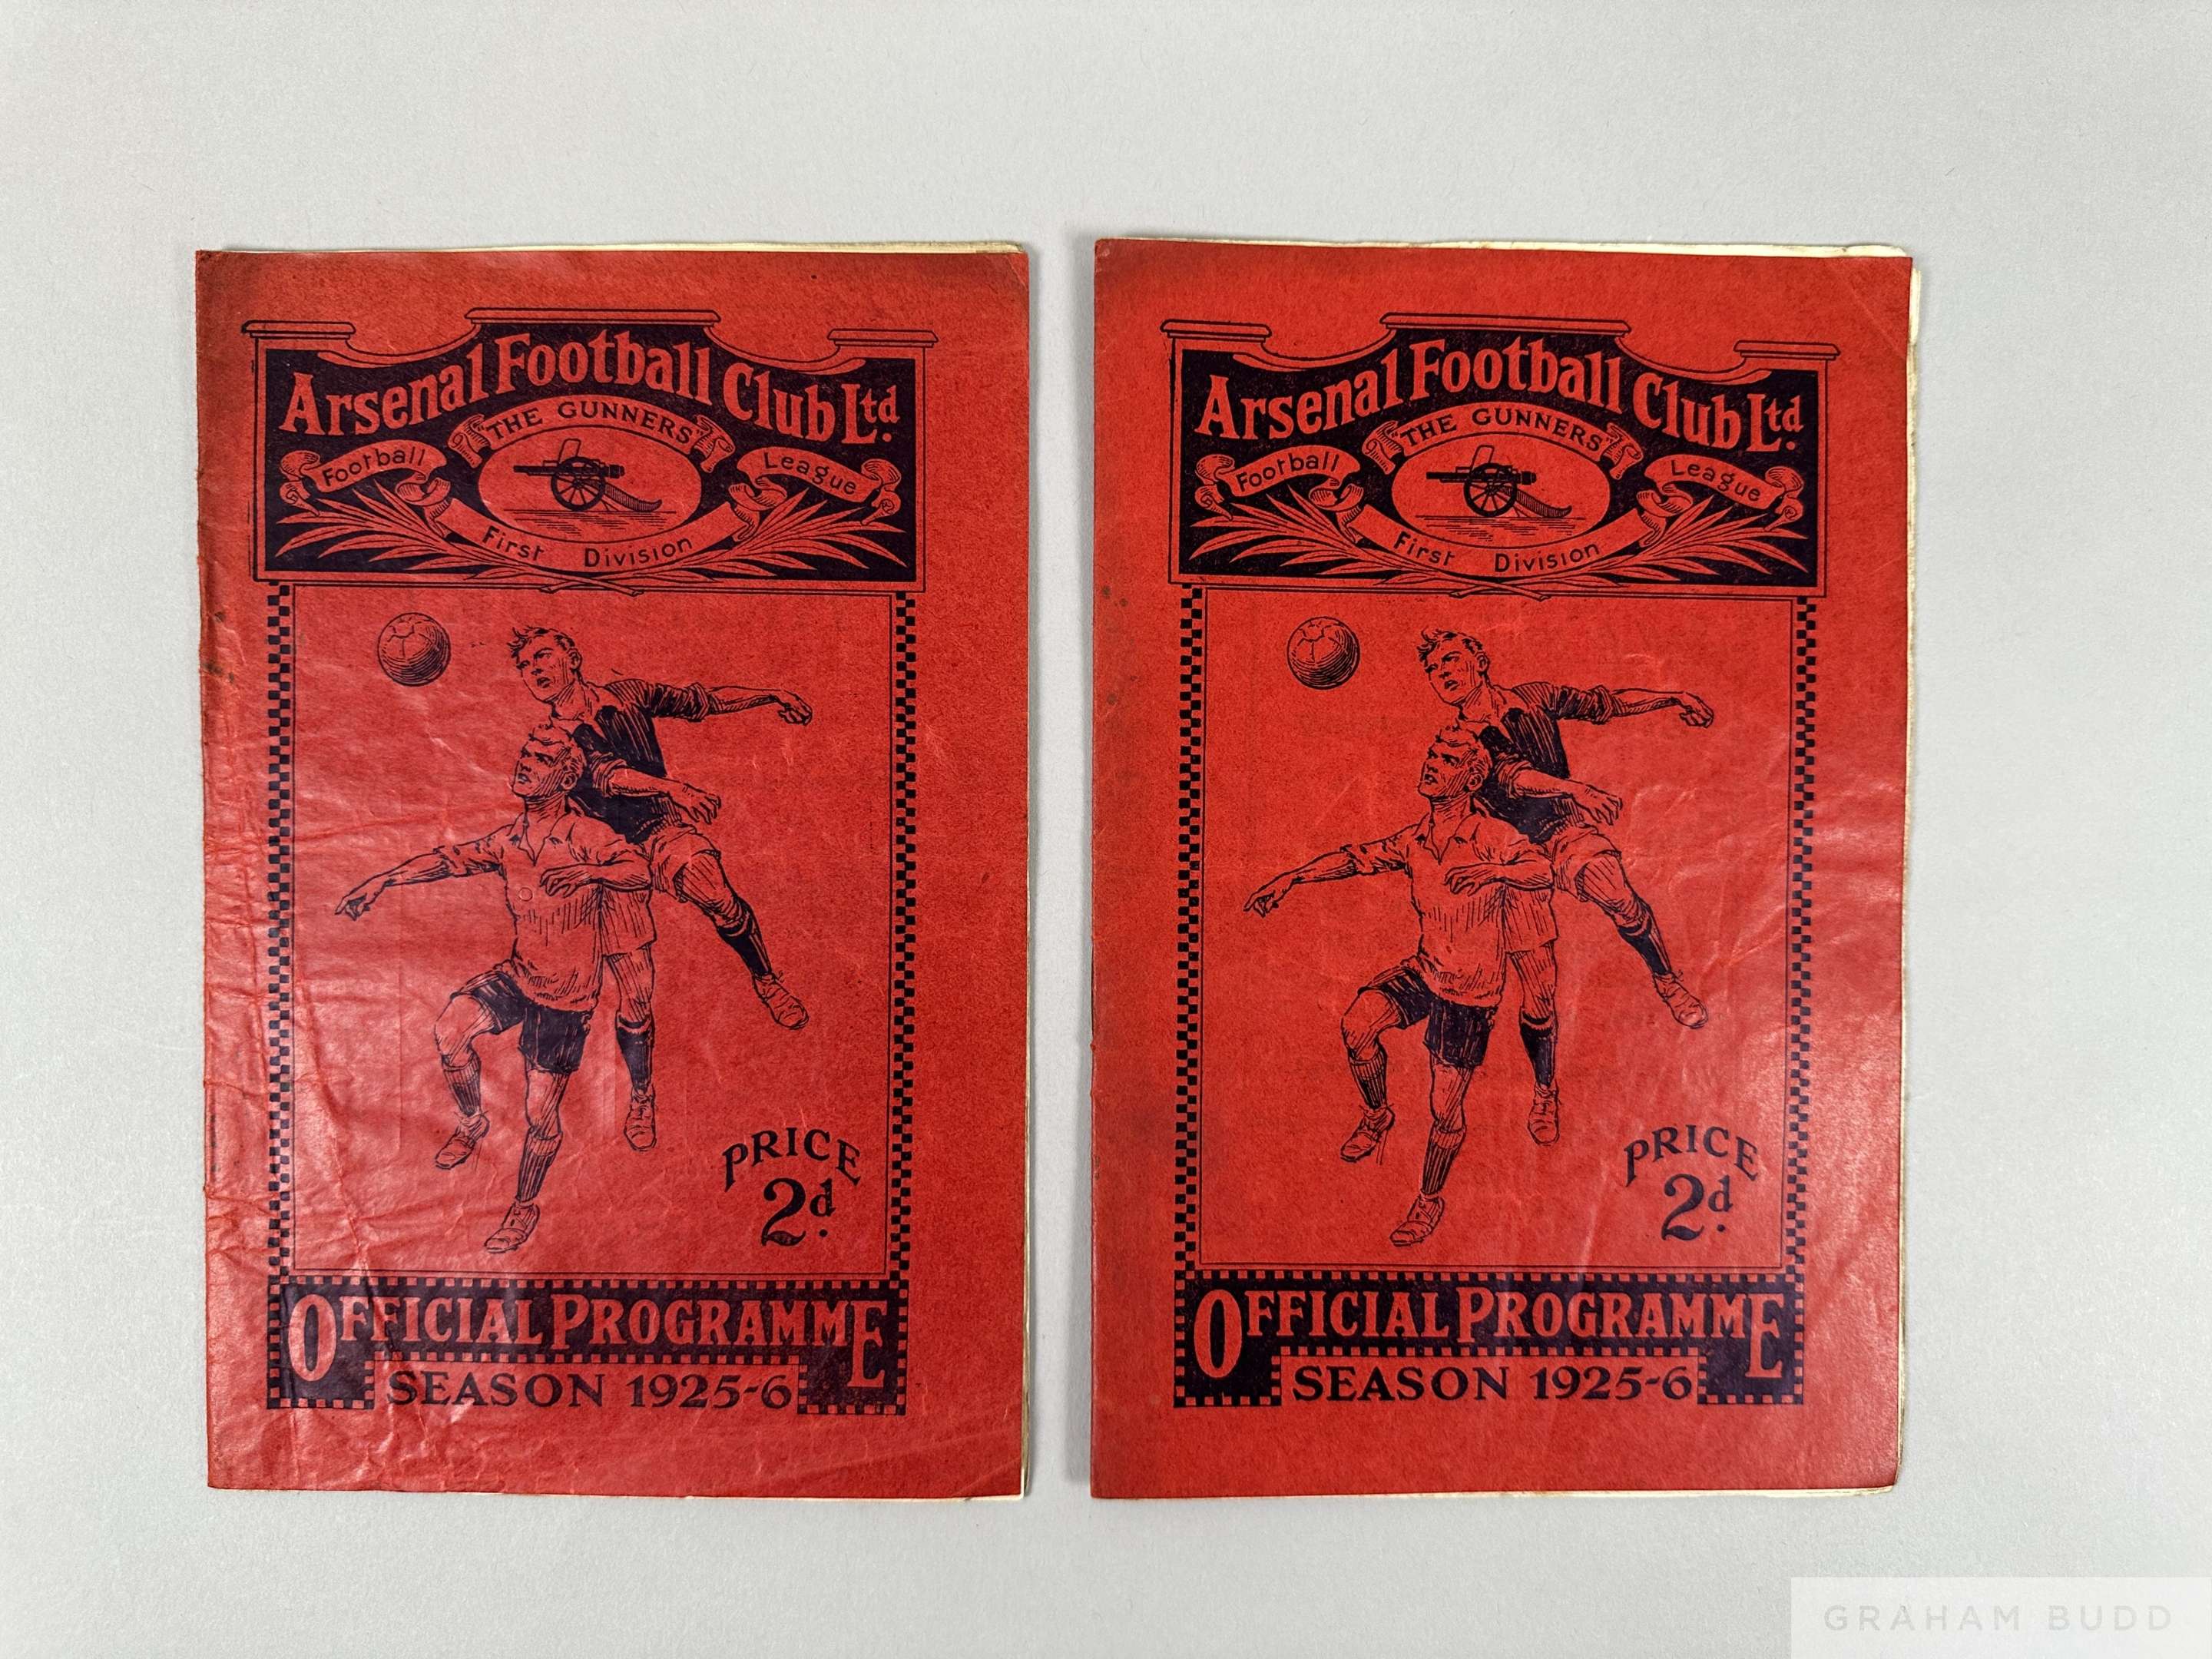 Arsenal Football Club Ltd.
"THE GUNNERS"
Football League
First Division
PRICE
2d.
OFFICIAL PROGRAMME
SEASON 1925-6
Arsenal Football Club Ltd.
"THE GUNNERS"
Football League
First Division
PRICE
2d.
OFFICIAL PROGRAMME
SEASON 1925-6
GRAHAM BUDD